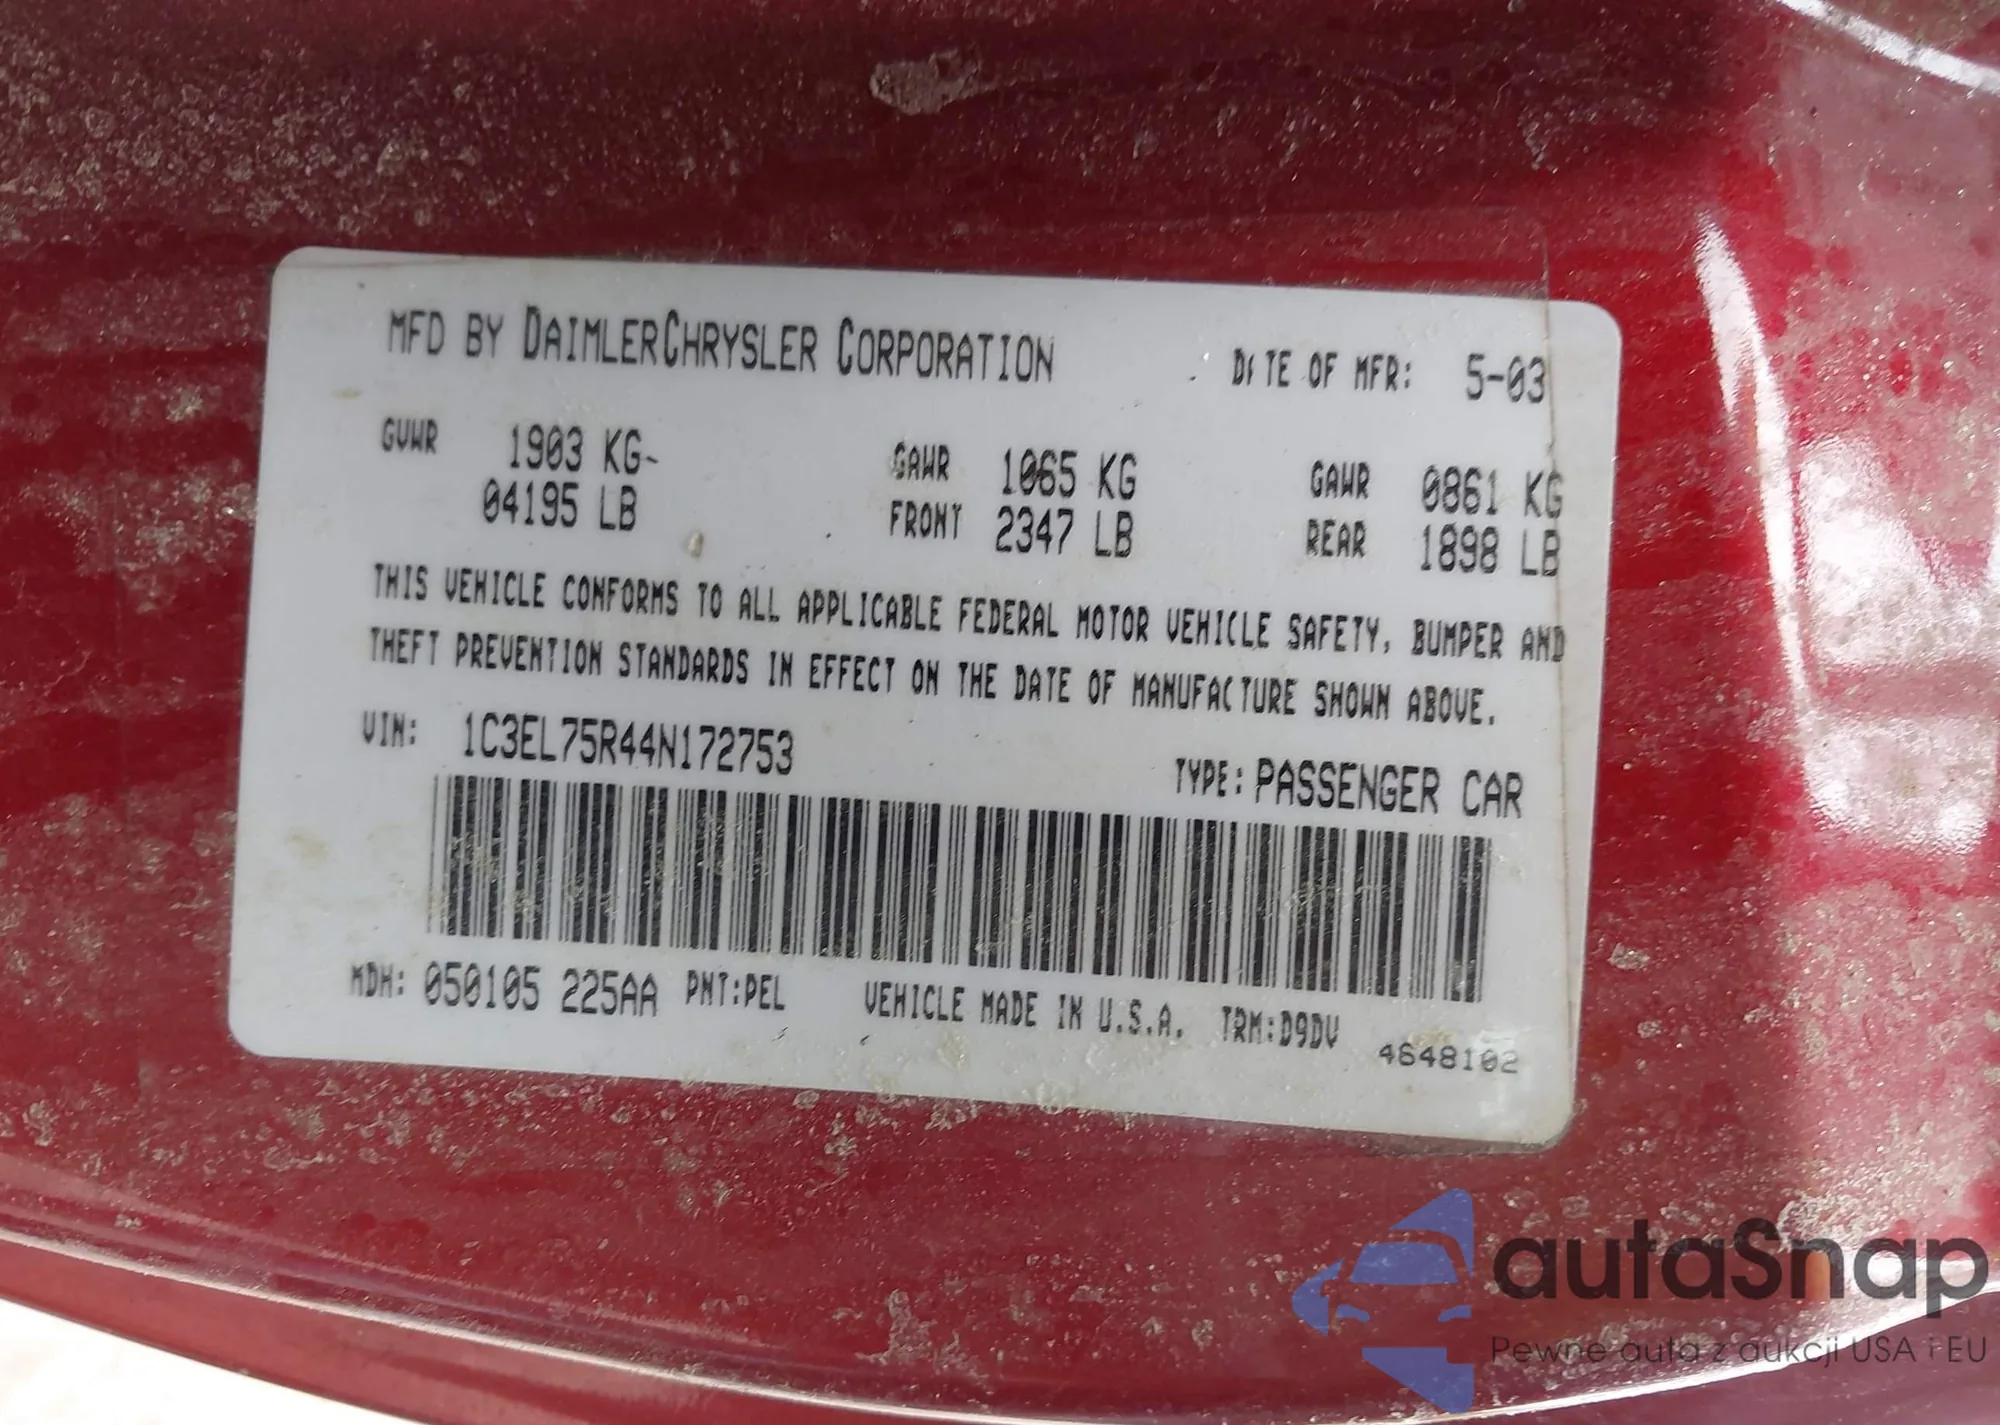 MFD BY DAIMLERCHRYSLER CORPORATION DATE OF MFR: 5-03
GVWR 1903 KG GAWR 1065 KG GAWR 0861 KG
04195 LB FRONT 2347 LB REAR 1898 LB
THIS VEHICLE CONFORMS TO ALL APPLICABLE FEDERAL MOTOR VEHICLE SAFETY, BUMPER AND
THEFT PREVENTION STANDARDS IN EFFECT ON THE DATE OF MANUFACTURE SHOWN ABOVE.
VIN: 1C3EL75R44N172753 TYPE: PASSENGER CAR
MDH: 050105 225AA PNT:PEL VEHICLE MADE IN U.S.A. TRM:D9DV 4648102
autaSnap
Pewne auta z aukcji USA i EU